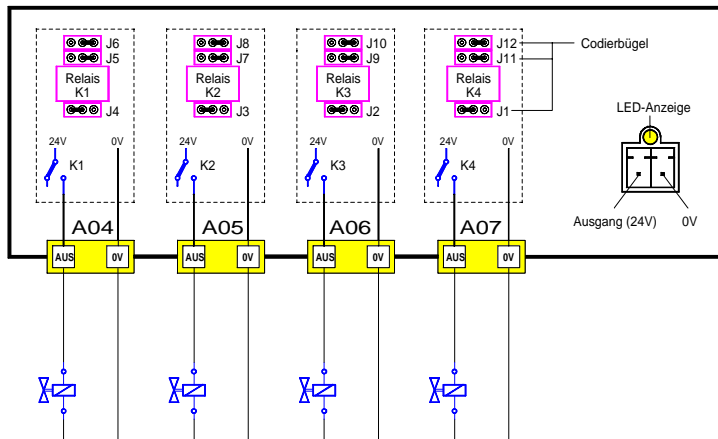 J6 J8 J10 J12 Codierbügel
J5 J7 J9 J11
Relais K1 Relais K2 Relais K3 Relais K4
J4 J3 J2 J1
LED-Anzeige
24V 0V 24V 0V 24V 0V 24V 0V
K1 K2 K3 K4
Ausgang (24V) 0V
A04 A05 A06 A07
AUS 0V AUS 0V AUS 0V AUS 0V